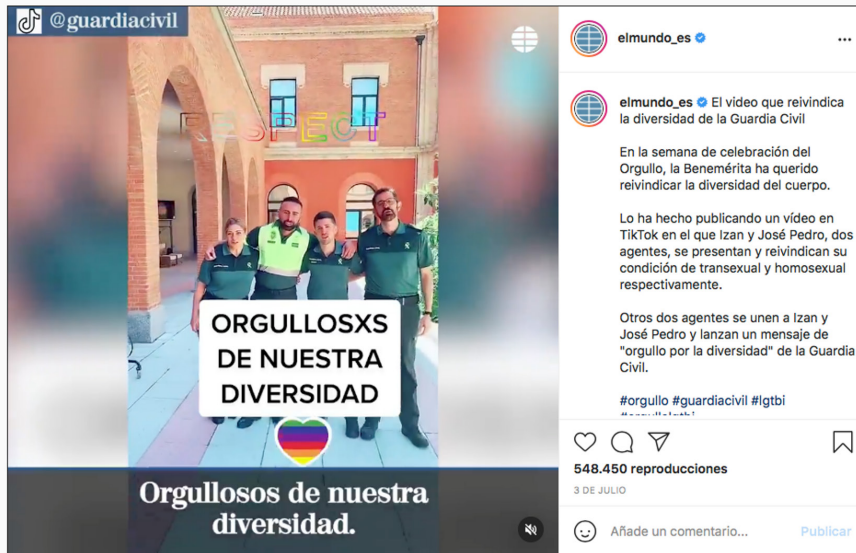 @guardiacivil
RESPECT
ORGULLOSXS
DE NUESTRA
DIVERSIDAD
Orgullosos de nuestra
diversidad.
elmundo_es
elmundo_es El video que reivindica
la diversidad de la Guardia Civil
En la semana de celebración del
Orgullo, la Benemérita ha querido
reivindicar la diversidad del cuerpo.
Lo ha hecho publicando un vídeo en
TikTok en el que Izan y José Pedro, dos
agentes, se presentan y reivindican su
condición de transexual y homosexual
respectivamente.
Otros dos agentes se unen a Izan y
José Pedro y lanzan un mensaje de
"orgullo por la diversidad" de la Guardia
Civil.
#orgullo #guardiacivil #lgtbi
548.450 reproducciones
3 DE JULIO
Añade un comentario...
Publicar